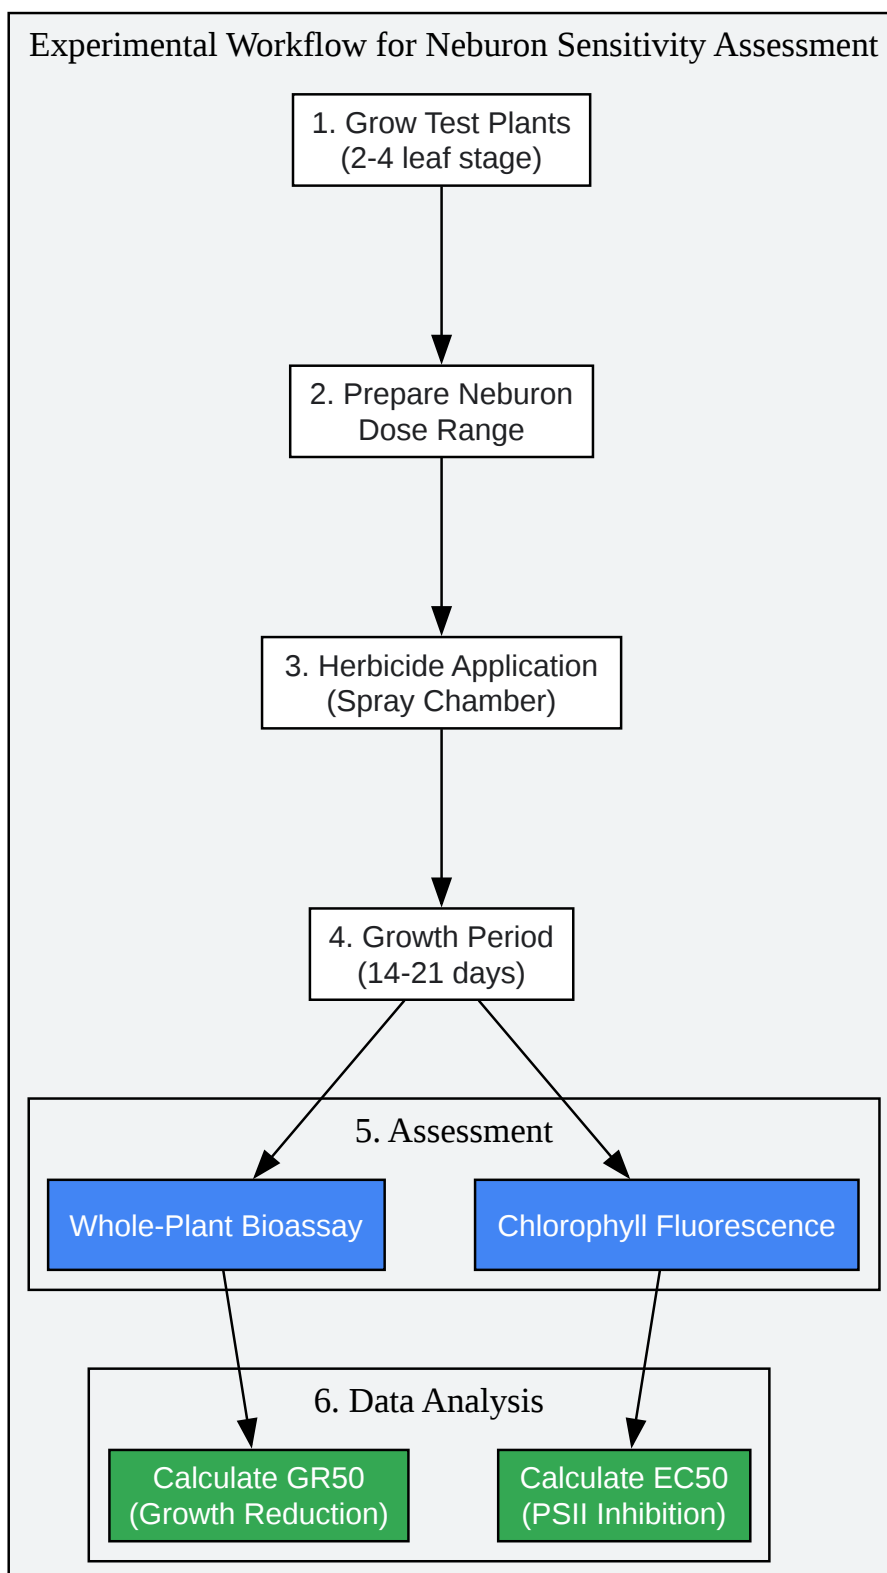 Experimental Workflow for Neburon Sensitivity Assessment
1. Grow Test Plants
(2-4 leaf stage)
2. Prepare Neburon
Dose Range
3. Herbicide Application
(Spray Chamber)
4. Growth Period
(14-21 days)
5. Assessment
Whole-Plant Bioassay
Chlorophyll Fluorescence
6. Data Analysis
Calculate GR50
(Growth Reduction)
Calculate EC50
(PSII Inhibition)